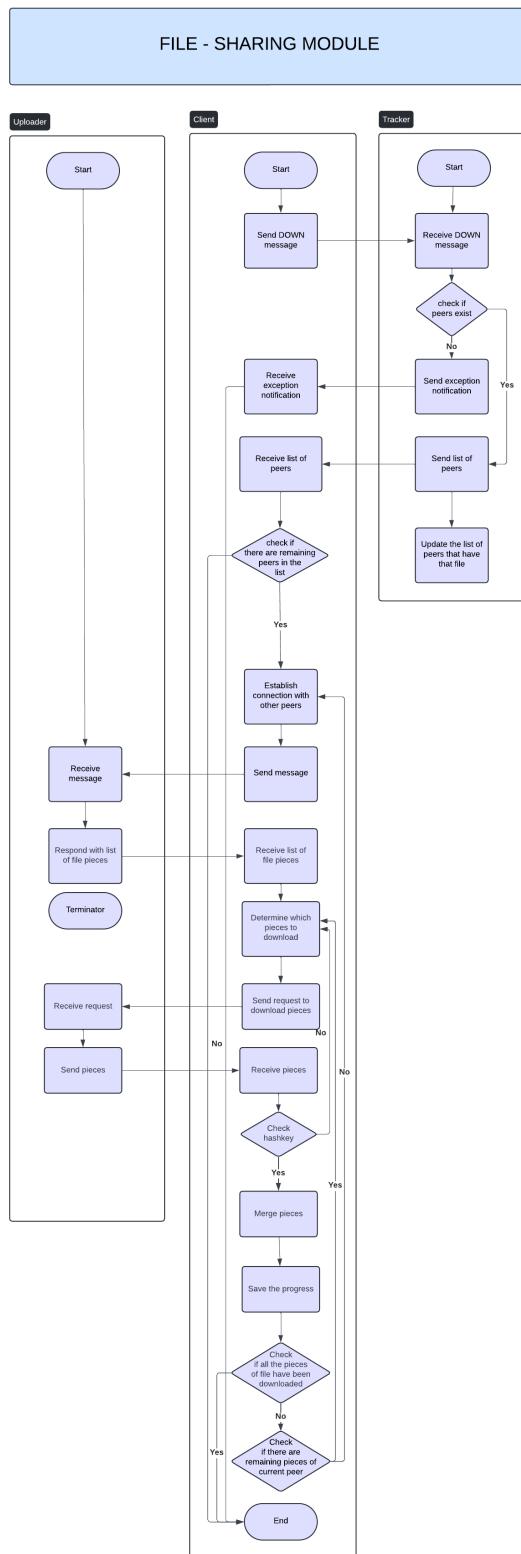 FILE - SHARING MODULE
Uploader
Client
Tracker
Start
Start
Start
Send DOWN
message
Receive DOWN
message
check if
peers exist
No
Yes
Receive
exception
notification
Send exception
notification
Receive list of
peers
Send list of
peers
check if
there are remaining
peers in the
list
Update the list of
peers that have
that file
Yes
Establish
connection with
other peers
Receive
message
Send message
Respond with list
of file pieces
Receive list of
file pieces
Terminator
Determine which
pieces to
download
Receive request
Send request to
download pieces
No
No
Send pieces
Receive pieces
No
Check
hashkey
Yes
Yes
Merge pieces
Save the progress
Check
if all the pieces
of file have been
downloaded
No
Yes
Check
if there are
remaining pieces of
current peer
End